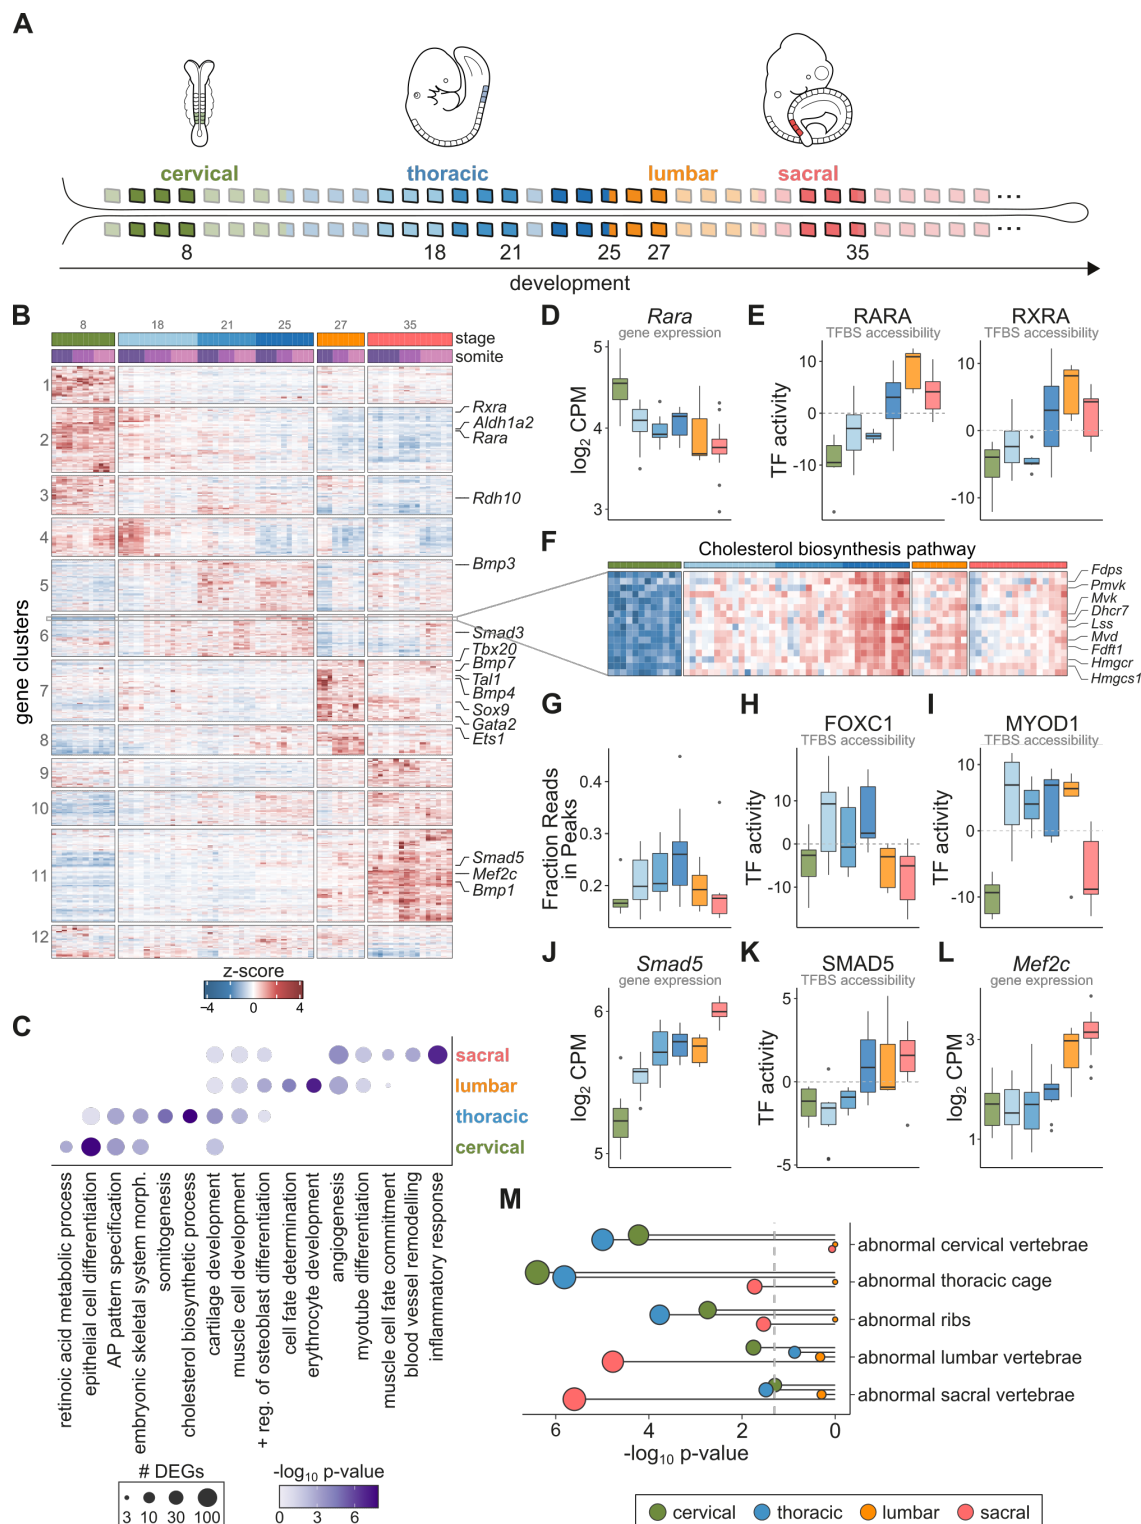 A
cervical
thoracic
lumbar
sacral
...
...
8
18
21
25
27
35
development
B
8
18
21
25
27
35
stage
somite
gene clusters
1
2
3
4
5
6
7
8
9
10
11
12
Rxra
Aldh1a2
Rara
Rdh10
Bmp3
Smad3
Tbx20
Bmp7
Tal1
Bmp4
Sox9
Gata2
Ets1
Smad5
Mef2c
Bmp1
z-score
−4
0
4
C
sacral
lumbar
thoracic
cervical
retinoic acid metabolic process
epithelial cell differentiation
AP pattern specification
embryonic skeletal system morph.
somitogenesis
cholesterol biosynthetic process
cartilage development
muscle cell development
+ reg. of osteoblast differentiation
cell fate determination
erythrocyte development
angiogenesis
myotube differentiation
muscle cell fate commitment
blood vessel remodelling
inflammatory response
# DEGs
3 10 30 100
-log10 p-value
0 3 6
D
Rara
gene expression
log2 CPM
5
4
3
E
RARA
TFBS accessibility
TF activity
10
0
-10
RXRA
TFBS accessibility
10
0
-10
F
Cholesterol biosynthesis pathway
Fdps
Pmvk
Mvk
Dhcr7
Lss
Mvd
Fdft1
Hmgcr
Hmgcs1
G
Fraction Reads
in Peaks
0.4
0.3
0.2
H
FOXC1
TFBS accessibility
TF activity
10
0
-10
I
MYOD1
TFBS accessibility
TF activity
10
0
-10
J
Smad5
gene expression
log2 CPM
6
5
K
SMAD5
TFBS accessibility
TF activity
5
0
-5
L
Mef2c
gene expression
log2 CPM
3
1
M
abnormal cervical vertebrae
abnormal thoracic cage
abnormal ribs
abnormal lumbar vertebrae
abnormal sacral vertebrae
6
4
2
0
-log10 p-value
cervical
thoracic
lumbar
sacral